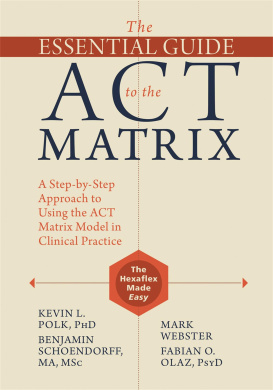 The
ESSENTIAL GUIDE
to the
ACT
MATRIX
A Step-by-Step
Approach to
Using the ACT
Matrix Model in
Clinical Practice
The
Hexaflex
Made
Easy
KEVIN L.
POLK, PHD
BENJAMIN
SCHOENDORFF,
MA, MSC
MARK
WEBSTER
FABIAN O.
OLAZ, PSYD